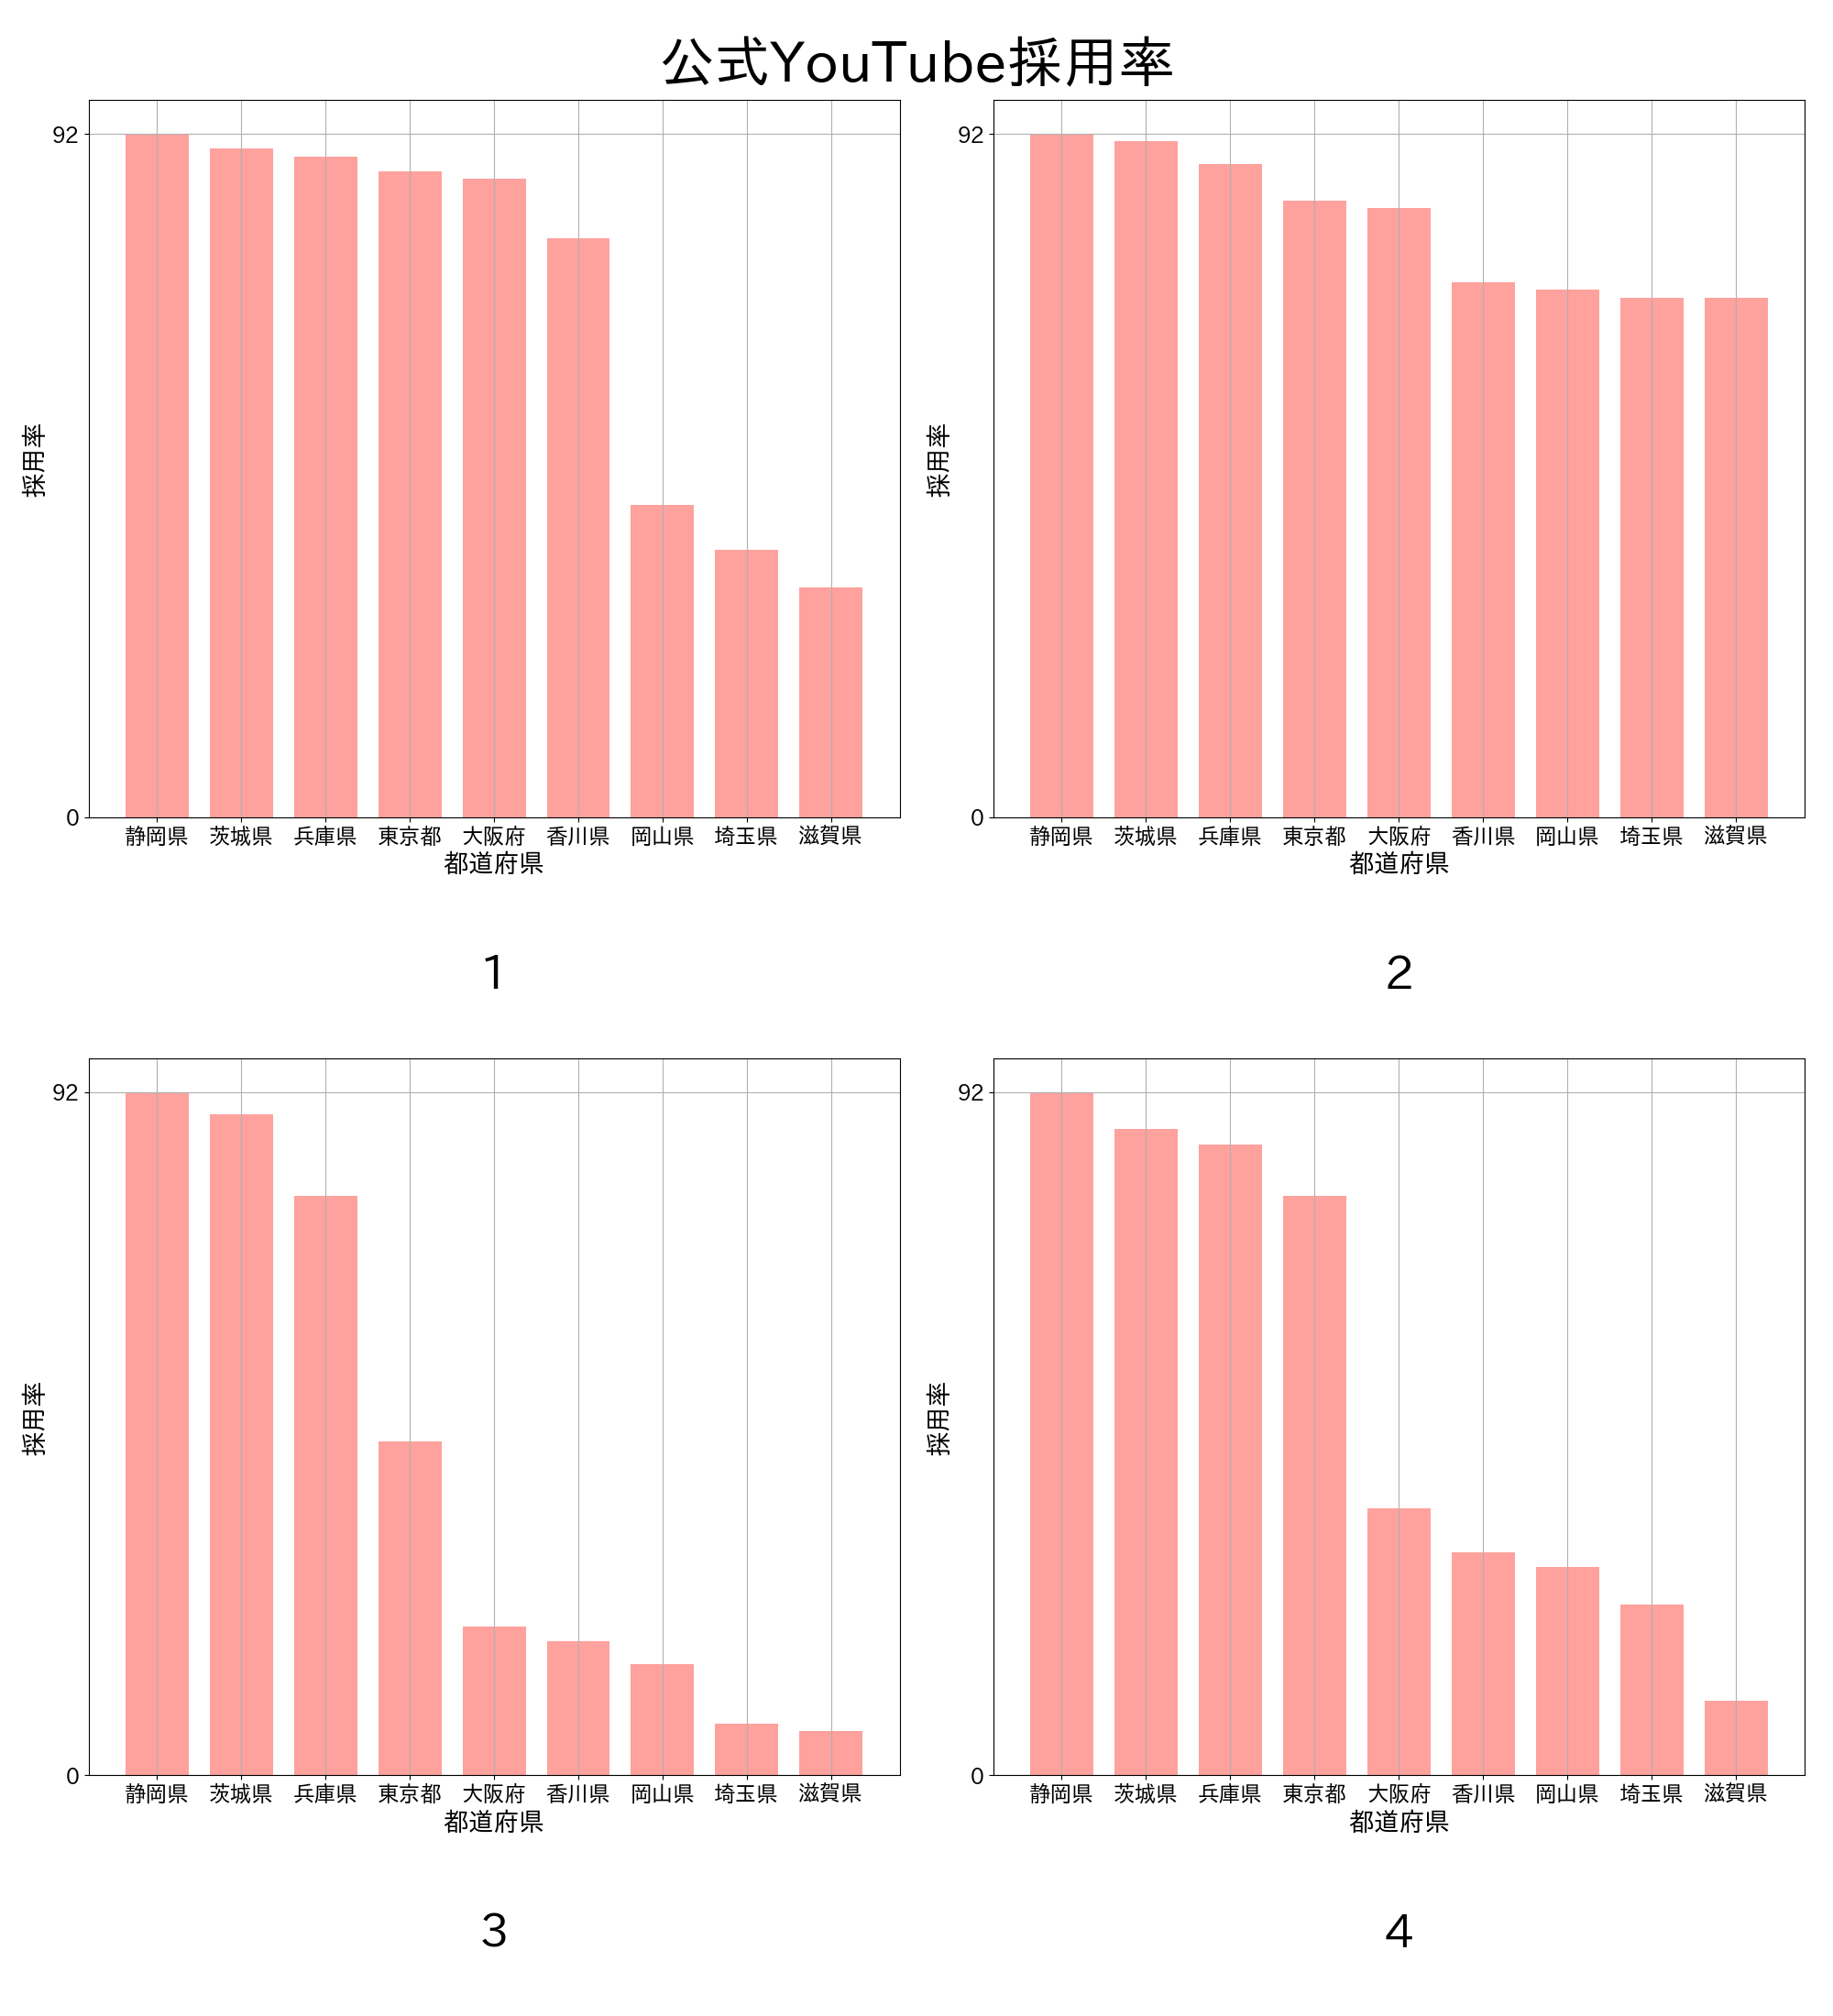 公式YouTube採用率
92
採用率
0
静岡県 茨城県 兵庫県 東京都 大阪府 香川県 岡山県 埼玉県 滋賀県
都道府県
1
92
採用率
0
静岡県 茨城県 兵庫県 東京都 大阪府 香川県 岡山県 埼玉県 滋賀県
都道府県
2
92
採用率
0
静岡県 茨城県 兵庫県 東京都 大阪府 香川県 岡山県 埼玉県 滋賀県
都道府県
3
92
採用率
0
静岡県 茨城県 兵庫県 東京都 大阪府 香川県 岡山県 埼玉県 滋賀県
都道府県
4